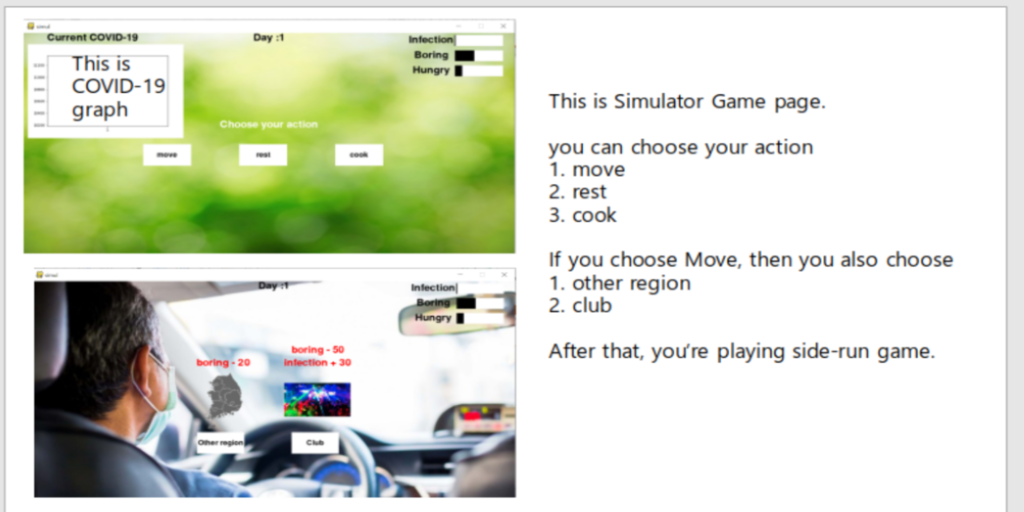 simul
Current COVID-19
Day :1
Infection
Boring
Hungry
This is
COVID-19
graph
Choose your action
move
rest
cook
simul
Day :1
Infection
Boring
Hungry
boring - 20
boring - 50
infection + 30
Other region
Club
This is Simulator Game page.
you can choose your action
1. move
2. rest
3. cook
If you choose Move, then you also choose
1. other region
2. club
After that, you're playing side-run game.